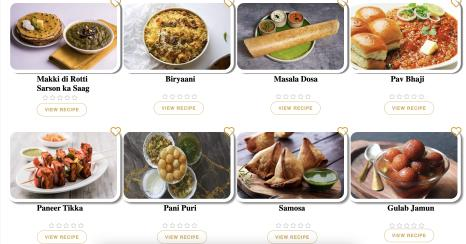 Makki di Rotti
Sarson ka Saag
Biryaani
Masala Dosa
Pav Bhaji
VIEW RECIPE
VIEW RECIPE
VIEW RECIPE
VIEW RECIPE
Paneer Tikka
Pani Puri
Samosa
Gulab Jamun
VIEW RECIPE
VIEW RECIPE
VIEW RECIPE
VIEW RECIPE